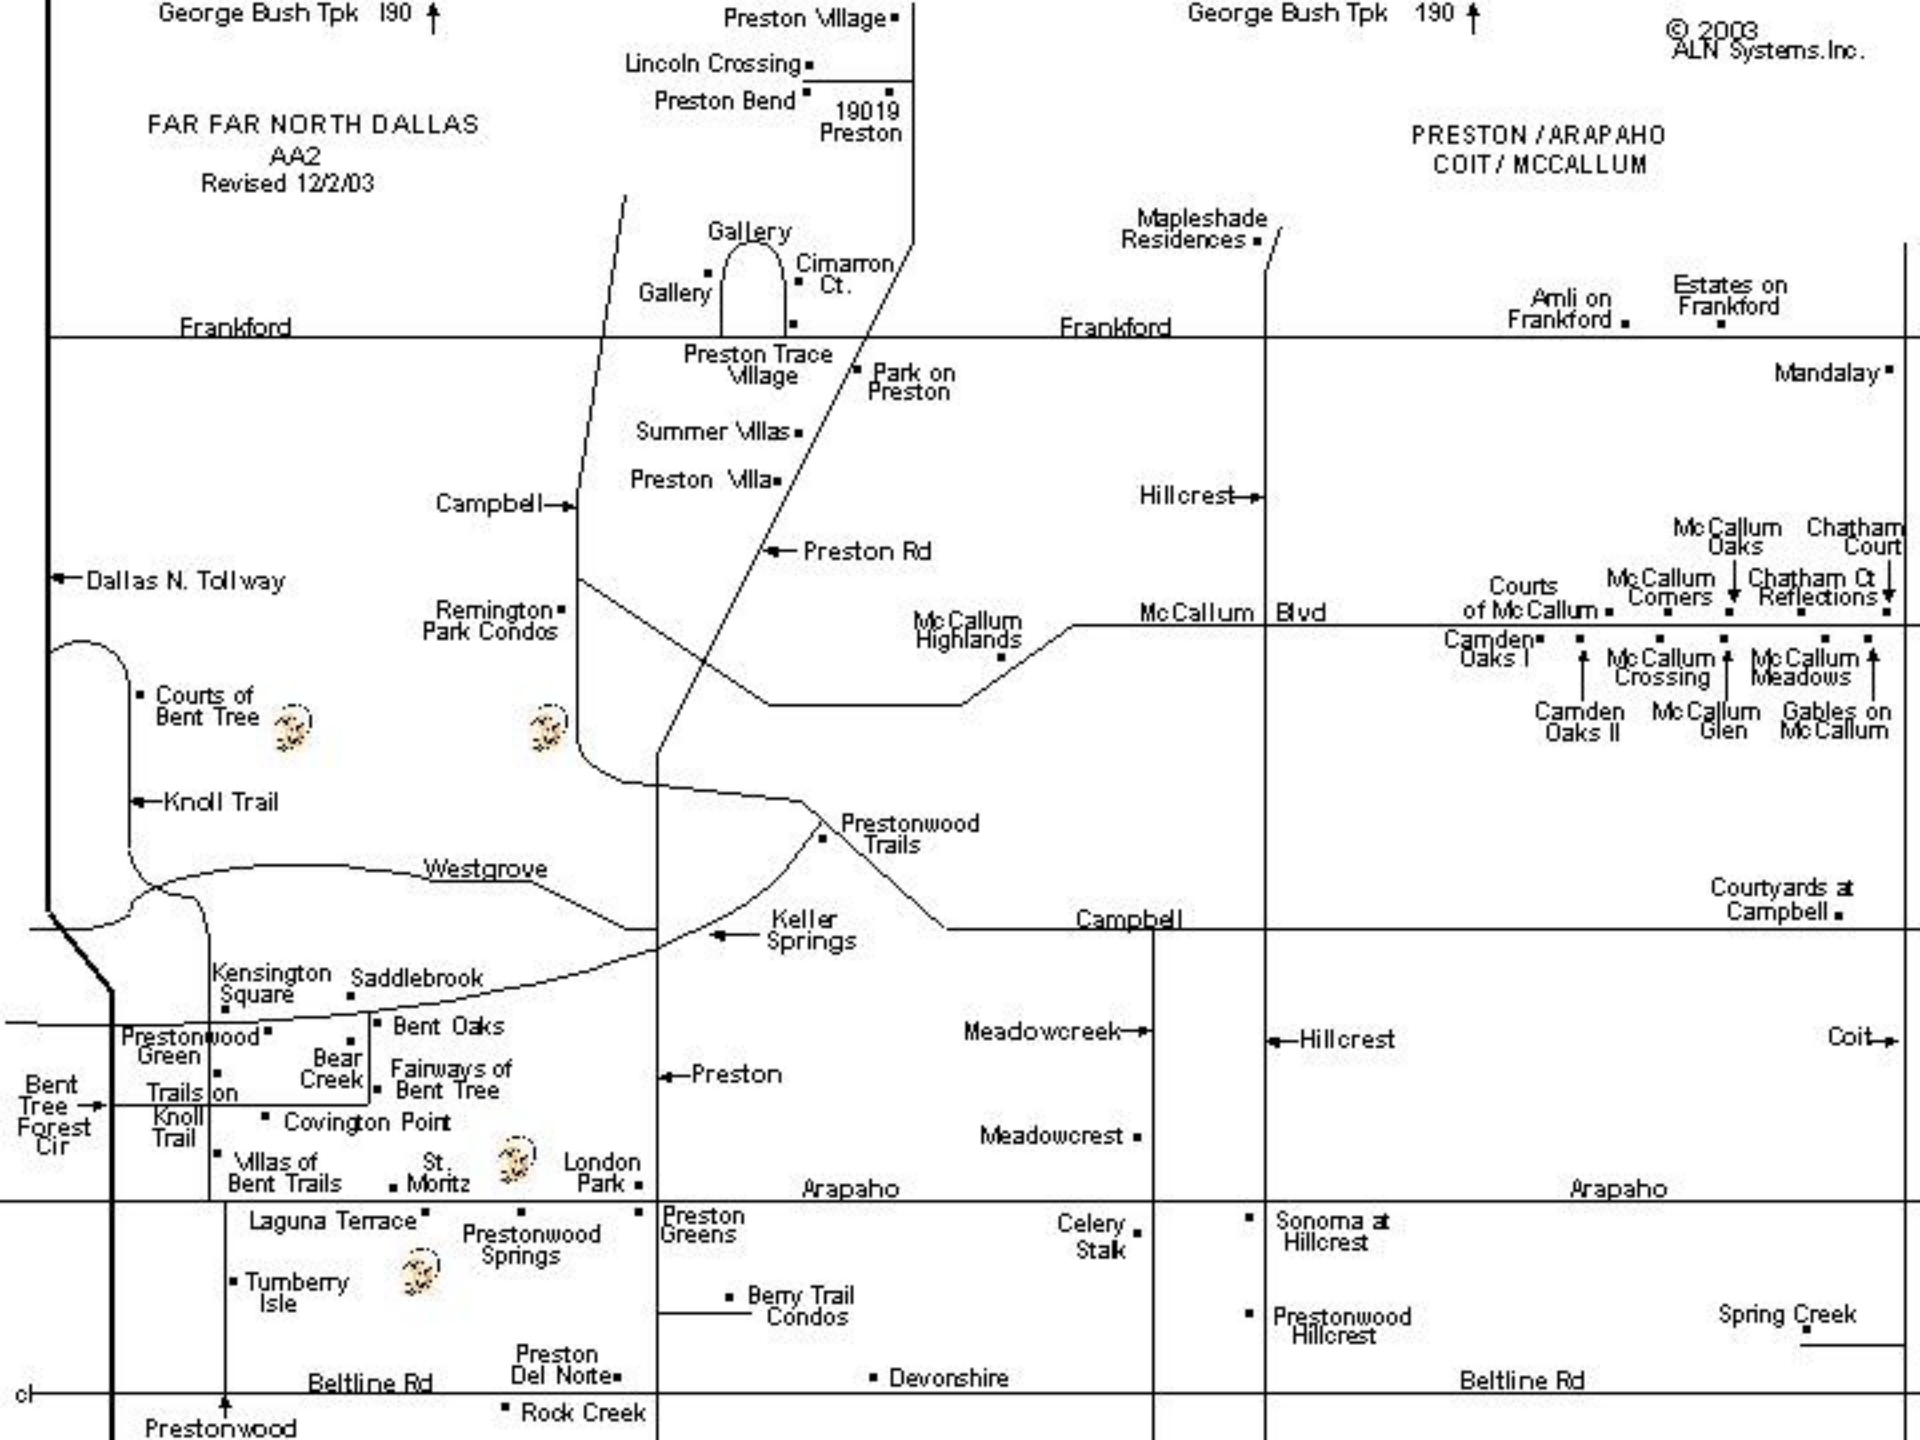 George Bush Tpk 190
Preston Village
George Bush Tpk 190
© 2003
ALN Systems.Inc.
Lincoln Crossing
Preston Bend
19019
Preston
FAR FAR NORTH DALLAS
AA2
Revised 12/2/03
PRESTON / ARAPAHO
COIT / MCCALLUM
Gallery
Mapleshade
Residences
Cimarron
Ct.
Gallery
Amli on
Frankford
Estates on
Frankford
Frankford
Frankford
Preston Trace
Village
Park on
Preston
Mandalay
Summer Villas
Preston Villa
Campbell
Hillcrest
Preston Rd
McCallum
Oaks
Chatham
Court
Dallas N. Tollway
Remington
Park Condos
McCallum
Highlands
McCallum Blvd
Courts
of McCallum
McCallum
Corners
Chatham Ct
Reflections
Camden
Oaks I
McCallum
Crossing
McCallum
Meadows
Camden
Oaks II
McCallum
Glen
Gables on
McCallum
Courts of
Bent Tree
Knoll Trail
Prestonwood
Trails
Westgrove
Keller
Springs
Campbell
Courtyards at
Campbell
Kensington
Square
Saddlebrook
Prestonwood
Green
Bent Oaks
Bear
Creek
Fairways of
Bent Tree
Meadowcreek
Hillcrest
Coit
Preston
Bent
Tree
Forest
Cir
Trails on
Knoll
Trail
Covington Point
Meadowcrest
Villas of
Bent Trails
St.
Moritz
London
Park
Arapaho
Arapaho
Laguna Terrace
Prestonwood
Springs
Preston
Greens
Celery
Stalk
Sonoma at
Hillcrest
Turnberry
Isle
Berry Trail
Condos
Prestonwood
Hillcrest
Spring Creek
Preston
Del Norte
Devonshire
Beltline Rd
Beltline Rd
Rock Creek
Prestonwood